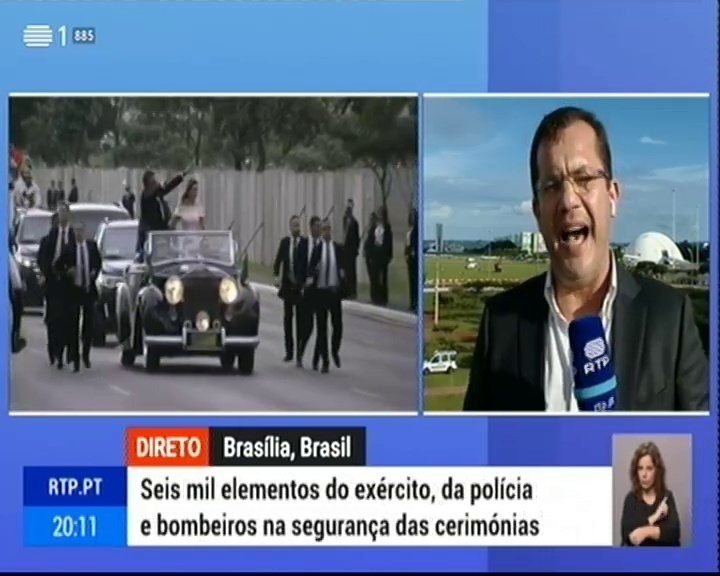 1 885
RTP
DIRETO Brasília, Brasil
RTP.PT
20:11
Seis mil elementos do exército, da polícia
e bombeiros na segurança das cerimónias